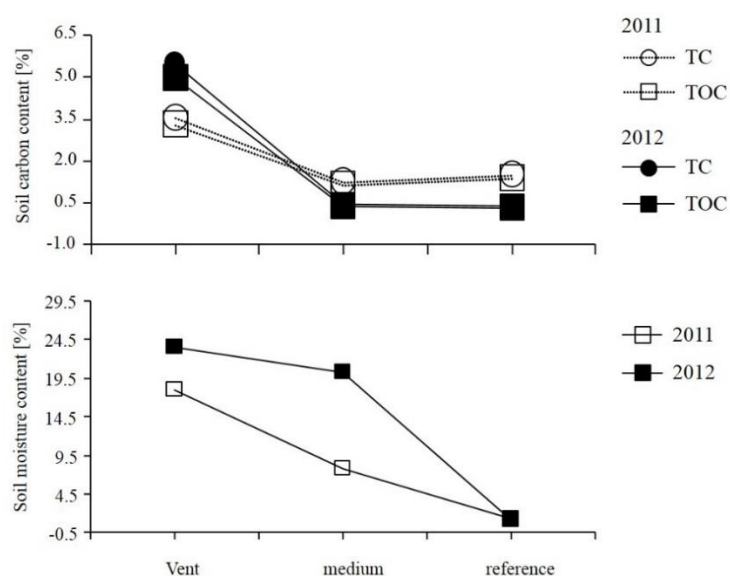 Soil carbon content [%]
6.5
5.0
3.5
2.0
0.5
-1.0
2011
TC
TOC
2012
TC
TOC
Soil moisture content [%]
29.5
24.5
19.5
14.5
9.5
4.5
-0.5
2011
2012
Vent
medium
reference